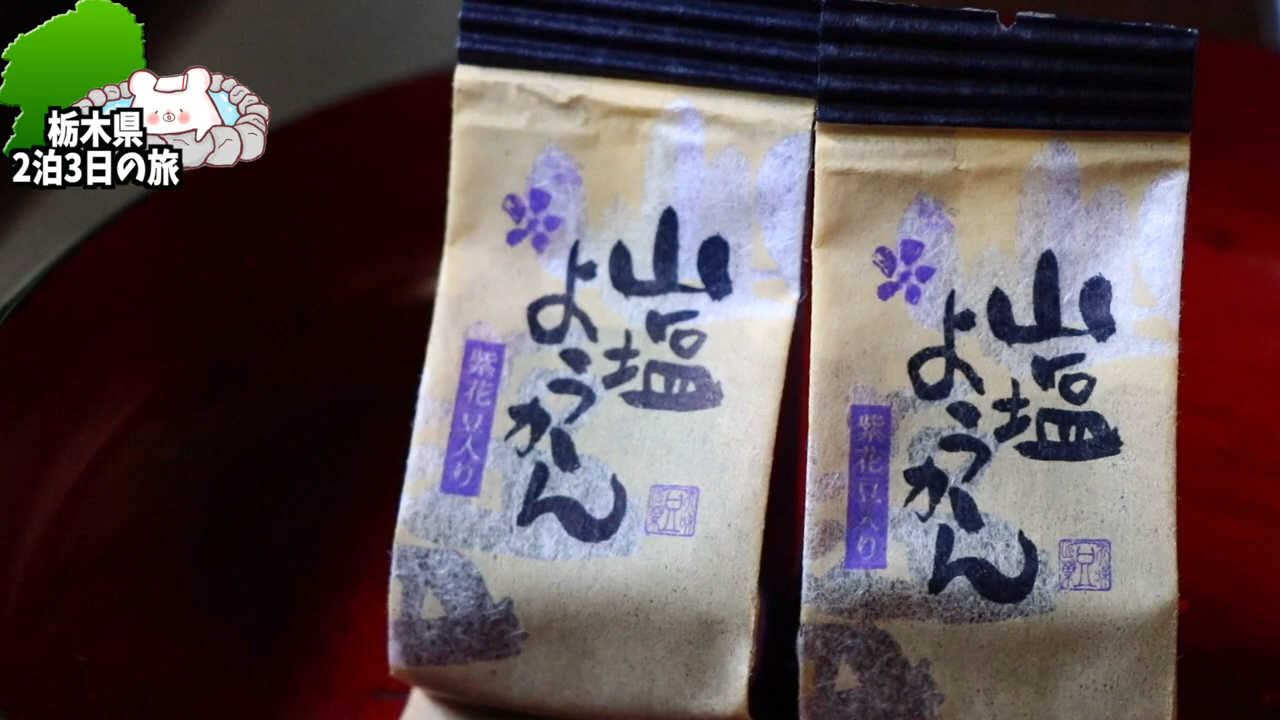 栃木県
2泊3日の旅
山塩
ようかん
紫花豆入り
山塩
ようかん
紫花豆入り